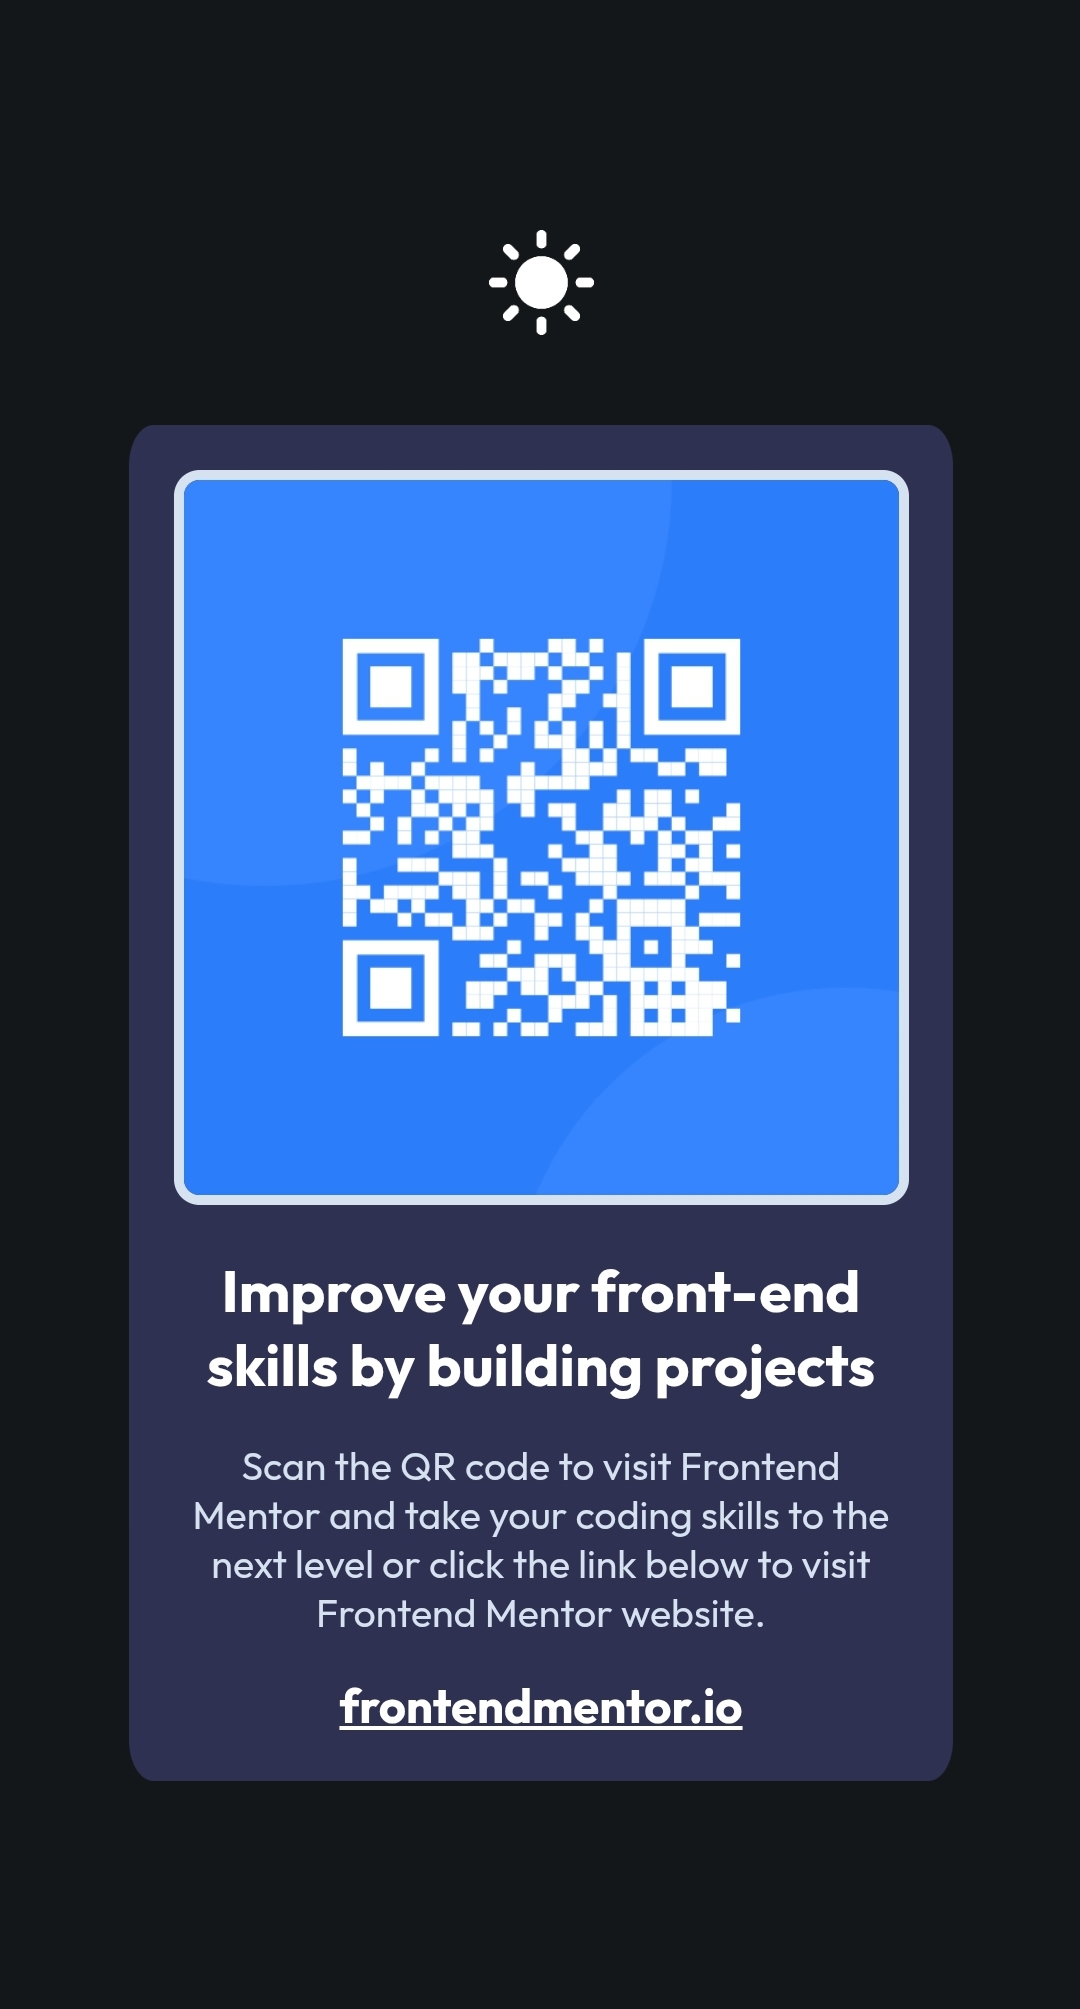 Improve your front-end
skills by building projects
Scan the QR code to visit Frontend
Mentor and take your coding skills to the
next level or click the link below to visit
Frontend Mentor website.
frontendmentor.io